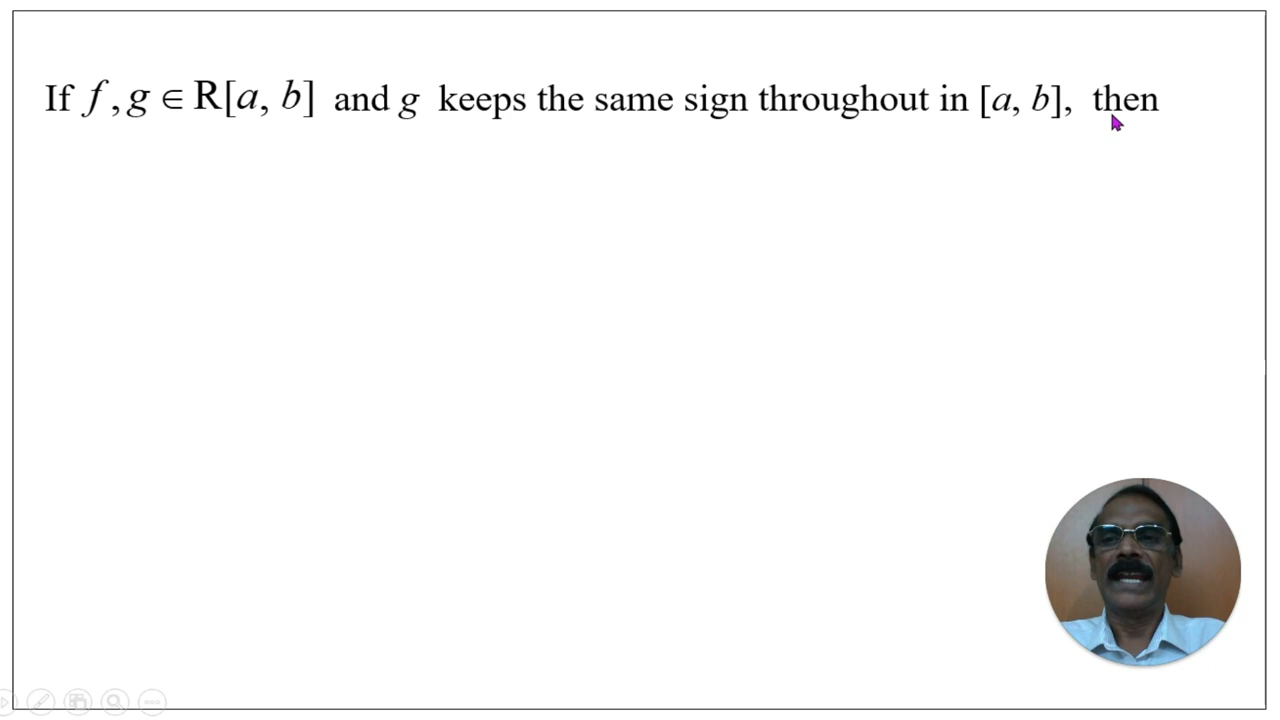 If f, g ∈ R[a, b] and g keeps the same sign throughout in [a, b], then